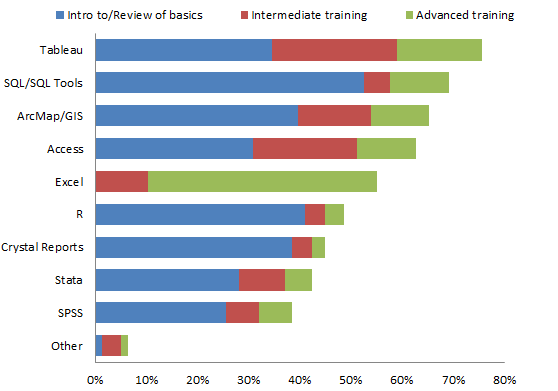 Intro to/Review of basics Intermediate training Advanced training
Tableau
SQL/SQL Tools
ArcMap/GIS
Access
Excel
R
Crystal Reports
Stata
SPSS
Other
0% 10% 20% 30% 40% 50% 60% 70% 80%